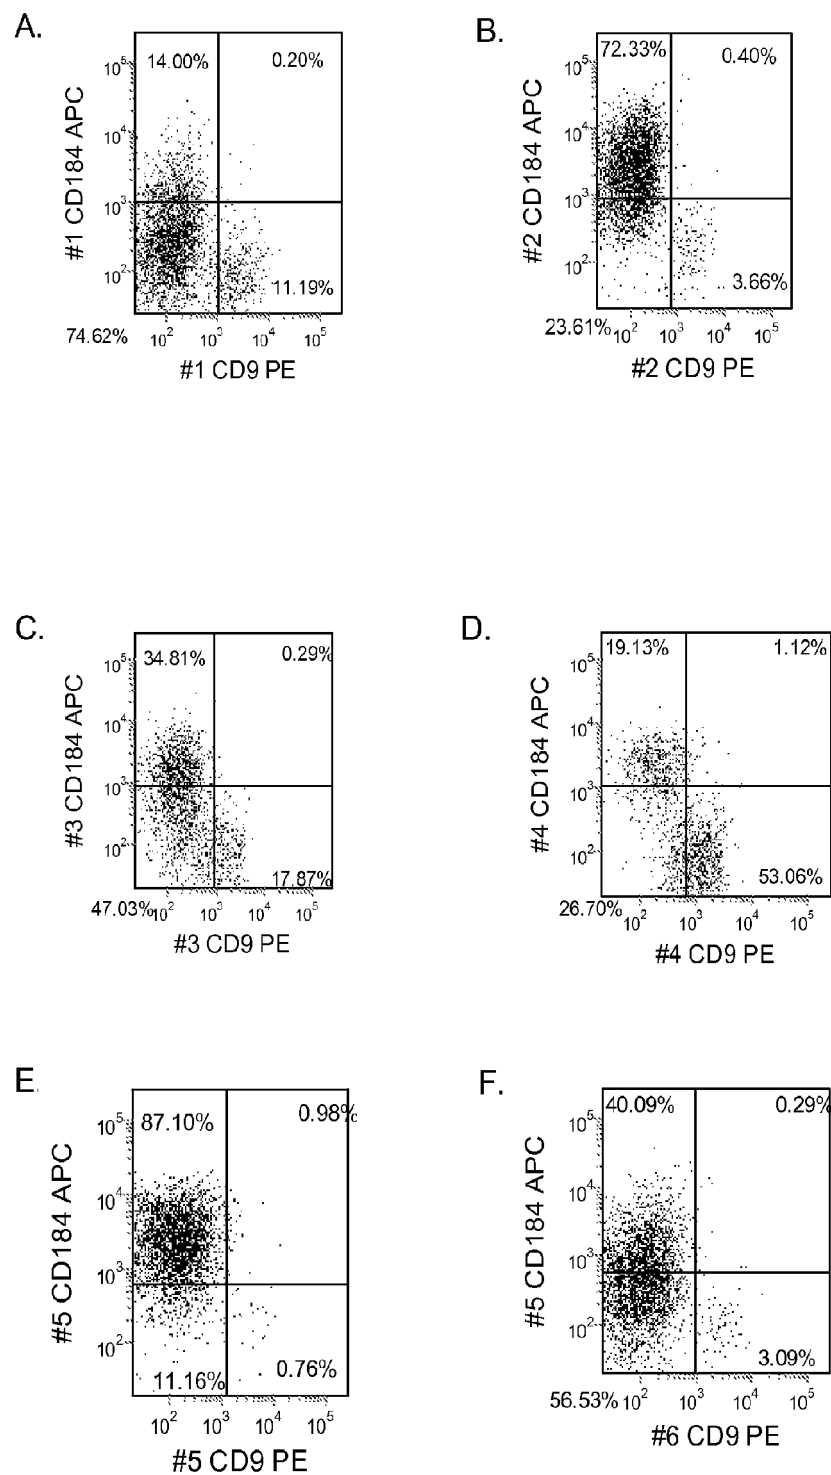 A.
14.00% 0.20%
10^5
10^4
10^3
10^2
#1 CD184 APC
11.19%
74.62%
10^2 10^3 10^4 10^5
#1 CD9 PE
B.
72.33% 0.40%
10^5
10^4
10^3
10^2
#2 CD184 APC
3.66%
23.61%
10^2 10^3 10^4 10^5
#2 CD9 PE
C.
34.81% 0.29%
10^5
10^4
10^3
10^2
#3 CD184 APC
17.87%
47.03%
10^2 10^3 10^4 10^5
#3 CD9 PE
D.
19.13% 1.12%
10^5
10^4
10^3
10^2
#4 CD184 APC
53.06%
26.70%
10^2 10^3 10^4 10^5
#4 CD9 PE
E.
87.10% 0.98%
10^5
10^4
10^3
10^2
#5 CD184 APC
11.16% 0.76%
10^2 10^3 10^4 10^5
#5 CD9 PE
F.
40.09% 0.29%
10^5
10^4
10^3
10^2
#5 CD184 APC
3.09%
56.53%
10^2 10^3 10^4 10^5
#6 CD9 PE